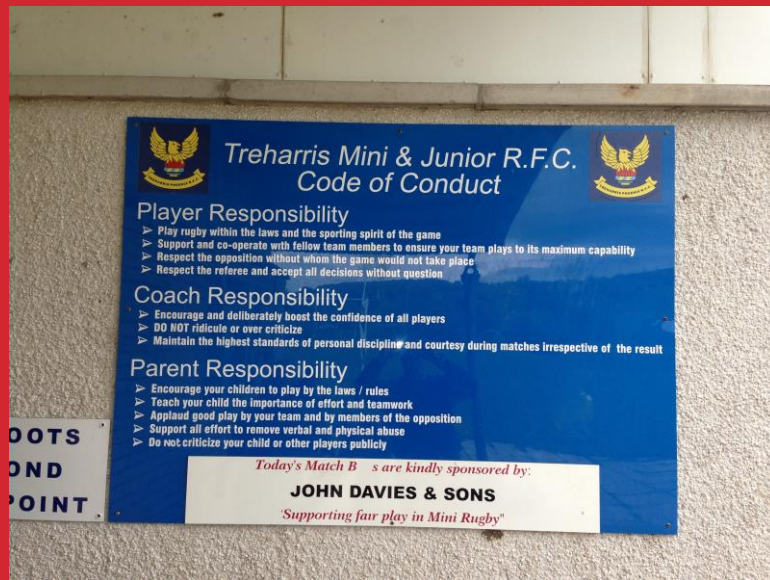 Treharris Mini & Junior R.F.C.
Code of Conduct
Player Responsibility
Play rugby within the laws and the sporting spirit of the game
Support and co-operate with fellow team members to ensure your team plays to its maximum capability
Respect the opposition without whom the game would not take place
Respect the referee and accept all decisions without question
Coach Responsibility
Encourage and deliberately boost the confidence of all players
DO NOT ridicule or over criticize
Maintain the highest standards of personal discipline and courtesy during matches irrespective of the result
Parent Responsibility
Encourage your children to play by the laws / rules
Teach your child the importance of effort and teamwork
Applaud good play by your team and by members of the opposition
Support all effort to remove verbal and physical abuse
Do Not criticize your child or other players publicly
Today's Match B s are kindly sponsored by:
JOHN DAVIES & SONS
'Supporting fair play in Mini Rugby"
OOTS
OND
POINT
TREHARRIS PHOENIX R.F.C.
TREHARRIS PHOENIX R.F.C.